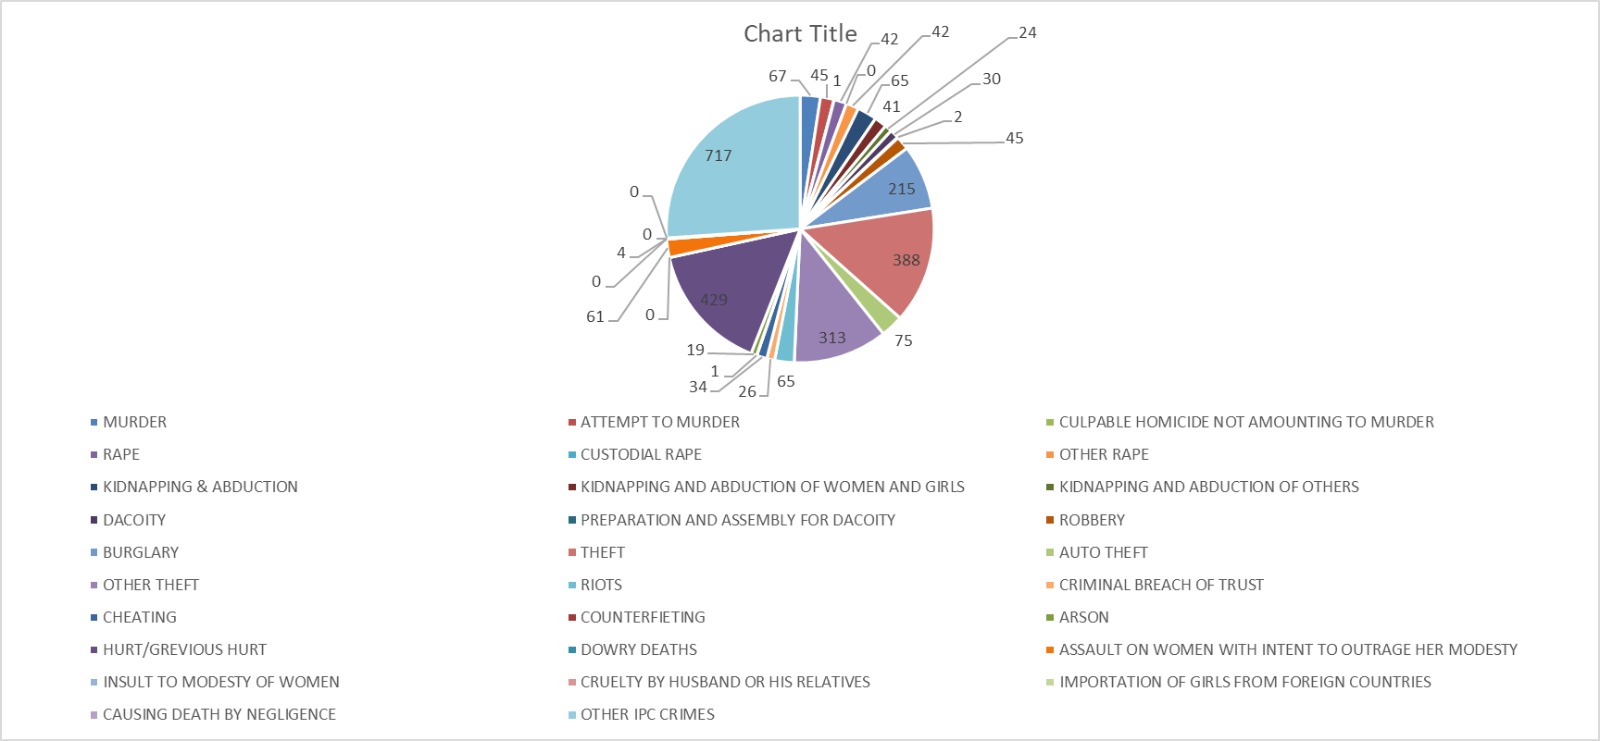 Chart Title
67
45
1
42
0
42
65
41
24
30
2
45
215
388
75
313
65
26
34
1
19
429
0
61
0
4
0
0
717
MURDER
ATTEMPT TO MURDER
CULPABLE HOMICIDE NOT AMOUNTING TO MURDER
RAPE
CUSTODIAL RAPE
OTHER RAPE
KIDNAPPING & ABDUCTION
KIDNAPPING AND ABDUCTION OF WOMEN AND GIRLS
KIDNAPPING AND ABDUCTION OF OTHERS
DACOITY
PREPARATION AND ASSEMBLY FOR DACOITY
ROBBERY
BURGLARY
THEFT
AUTO THEFT
OTHER THEFT
RIOTS
CRIMINAL BREACH OF TRUST
CHEATING
COUNTERFIETING
ARSON
HURT/GREVIOUS HURT
DOWRY DEATHS
ASSAULT ON WOMEN WITH INTENT TO OUTRAGE HER MODESTY
INSULT TO MODESTY OF WOMEN
CRUELTY BY HUSBAND OR HIS RELATIVES
IMPORTATION OF GIRLS FROM FOREIGN COUNTRIES
CAUSING DEATH BY NEGLIGENCE
OTHER IPC CRIMES